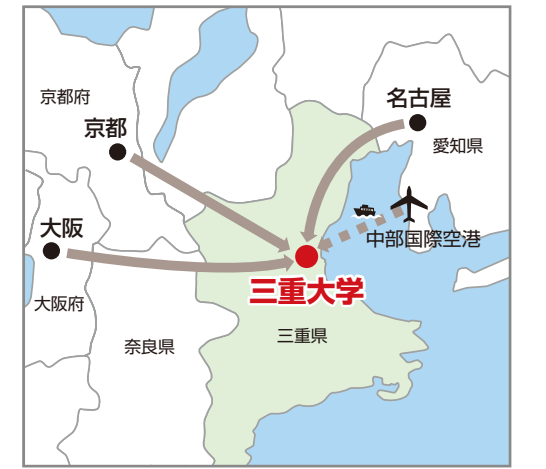 京都府
名古屋
京都
愛知県
大阪
中部国際空港
三重大学
大阪府
三重県
奈良県